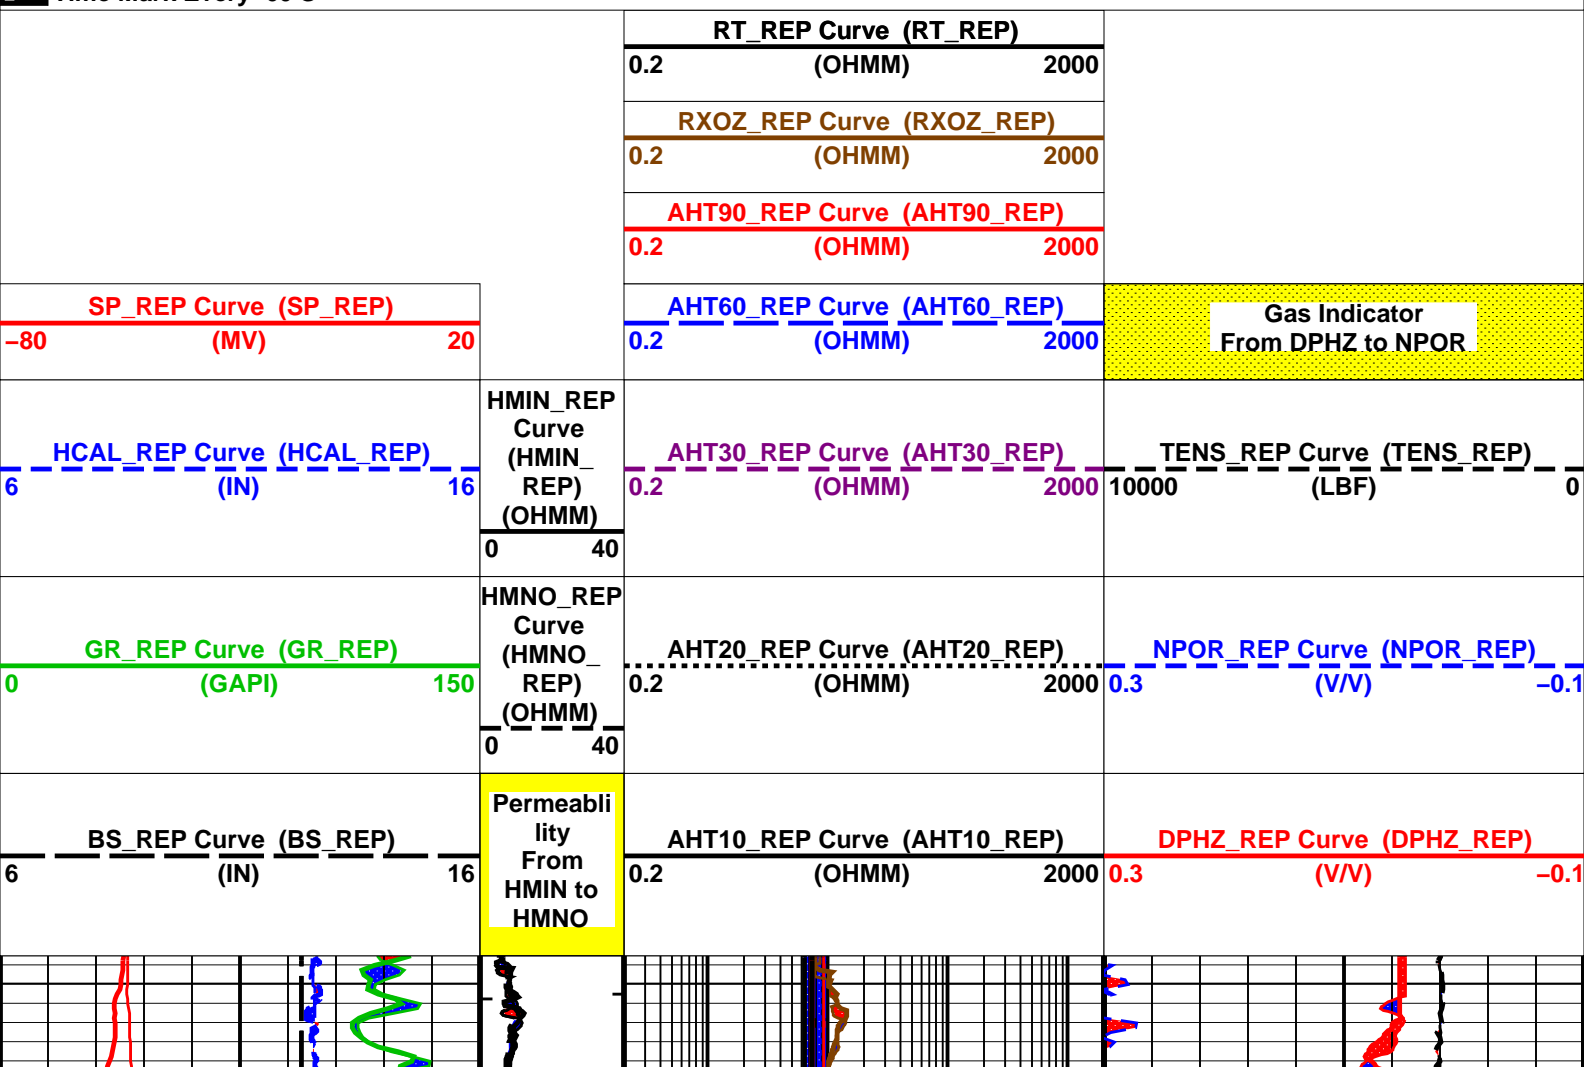 RT_REP Curve (RT_REP)
0.2 (OHMM) 2000
RXOZ_REP Curve (RXOZ_REP)
0.2 (OHMM) 2000
AHT90_REP Curve (AHT90_REP)
0.2 (OHMM) 2000
SP_REP Curve (SP_REP)
−80 (MV) 20
AHT60_REP Curve (AHT60_REP)
0.2 (OHMM) 2000
Gas Indicator
From DPHZ to NPOR
HCAL_REP Curve (HCAL_REP)
6 (IN) 16
HMIN_REP
Curve
(HMIN_
REP)
(OHMM)
0 40
AHT30_REP Curve (AHT30_REP)
0.2 (OHMM) 2000
TENS_REP Curve (TENS_REP)
10000 (LBF) 0
GR_REP Curve (GR_REP)
0 (GAPI) 150
HMNO_REP
Curve
(HMNO_
REP)
(OHMM)
0 40
AHT20_REP Curve (AHT20_REP)
0.2 (OHMM) 2000
NPOR_REP Curve (NPOR_REP)
0.3 (V/V) −0.1
BS_REP Curve (BS_REP)
6 (IN) 16
Permeabli
lity
From
HMIN to
HMNO
AHT10_REP Curve (AHT10_REP)
0.2 (OHMM) 2000
DPHZ_REP Curve (DPHZ_REP)
0.3 (V/V) −0.1